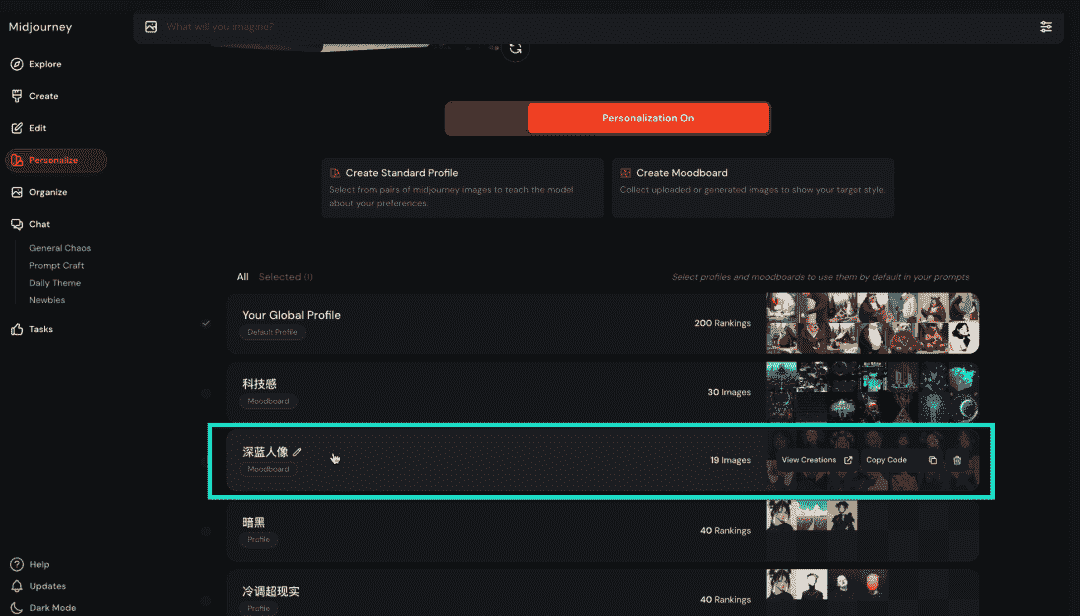 Midjourney
What will you imagine?
Explore
Create
Edit
Personalize
Organize
Chat
General Chaos
Prompt Craft
Daily Theme
Newbies
Tasks
Help
Updates
Dark Mode
Personalization On
Create Standard Profile
Select from pairs of midjourney images to teach the model
about your preferences.
Create Moodboard
Collect uploaded or generated images to show your target style.
All Selected (1)
Select profiles and moodboards to use them by default in your prompts
Your Global Profile
Default Profile
200 Rankings
科技感
Moodboard
30 Images
深蓝人像
Moodboard
19 Images
View Creations
Copy Code
暗黑
Profile
40 Rankings
冷调超现实
Profile
40 Rankings